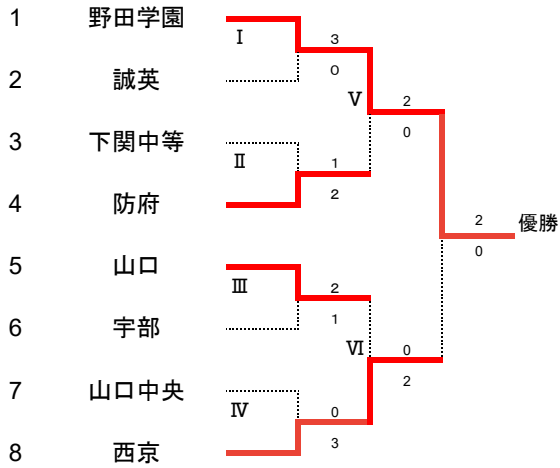 1 野田学園
Ⅰ 3
0
2 誠英
Ⅴ 2
0
3 下関中等
Ⅱ 1
2
4 防府
2 優勝
0
5 山口
Ⅲ 2
1
6 宇部
Ⅵ 0
2
7 山口中央
Ⅳ 0
3
8 西京